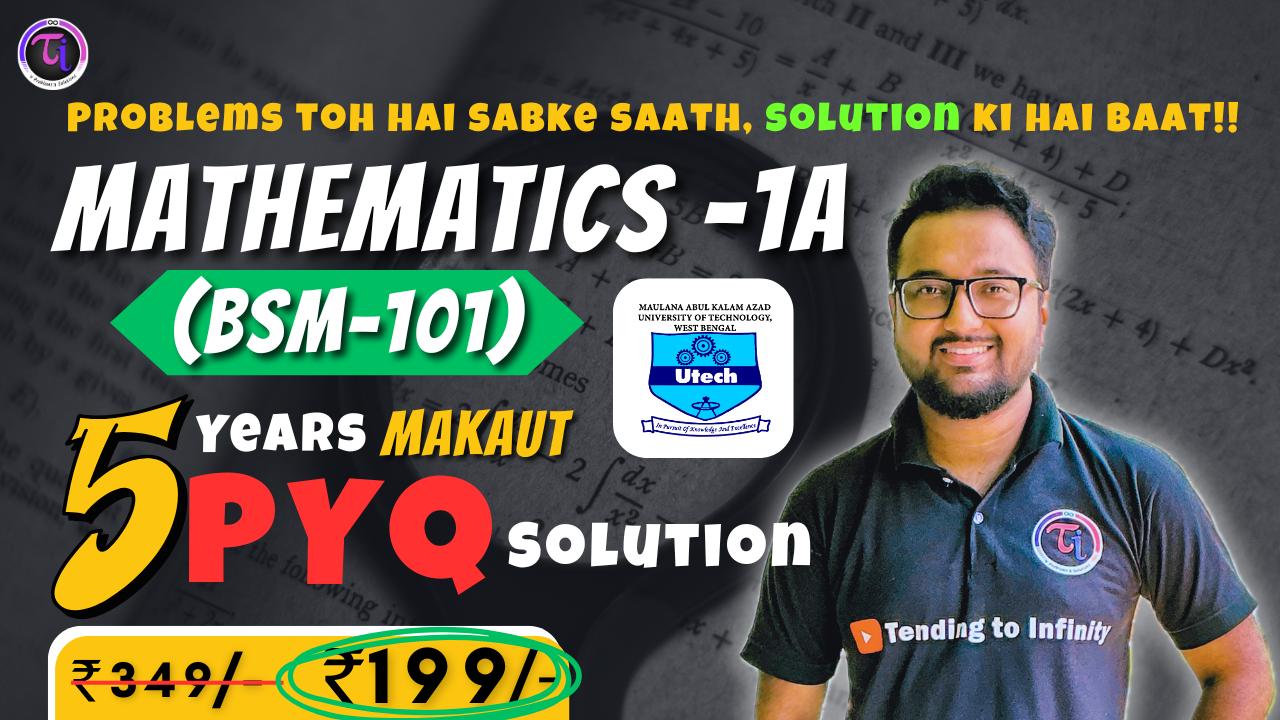 PROBLEMS TOH HAI SABKE SAATH, SOLUTION KI HAI BAAT!!
MATHEMATICS -1A
(BSM-101)
MAULANA ABUL KALAM AZAD
UNIVERSITY OF TECHNOLOGY,
WEST BENGAL
Utech
In Pursuit of Knowledge And Excellence
5 YEARS MAKAUT
PYQ SOLUTION
Tending to Infinity
₹349/- ₹199/-